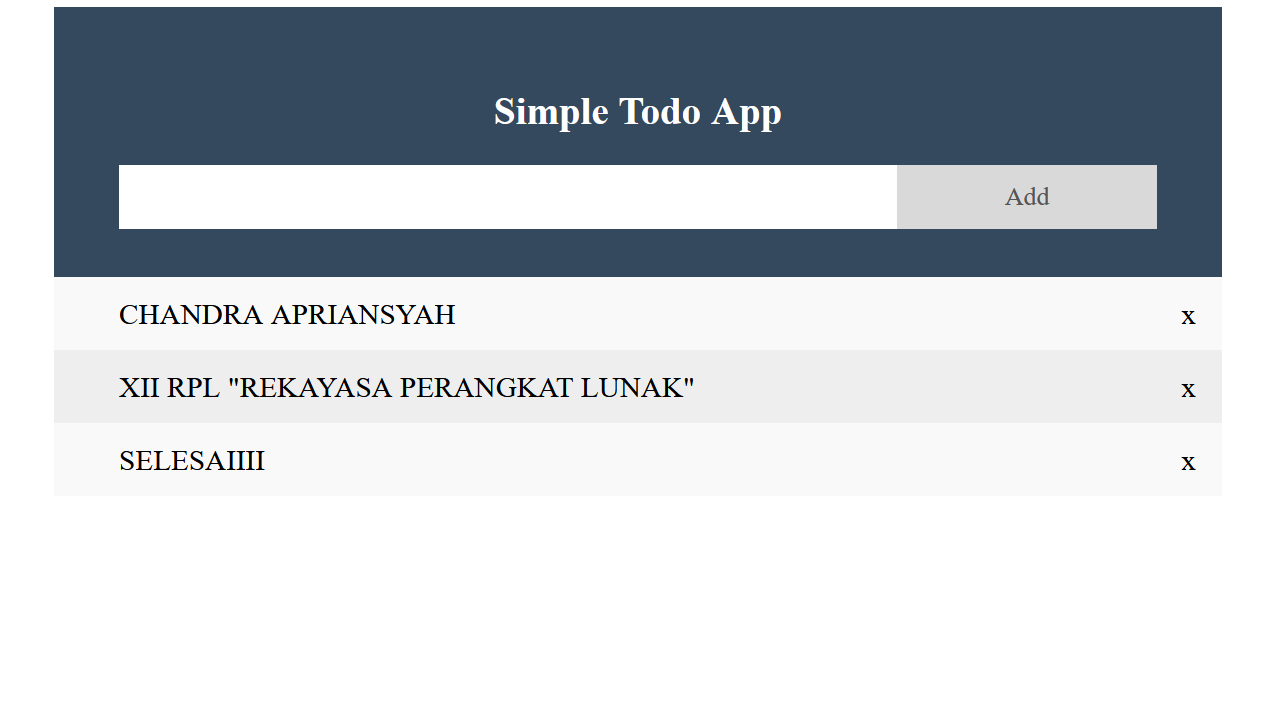 Simple Todo App
Add
CHANDRA APRIANSYAH x
XII RPL "REKAYASA PERANGKAT LUNAK" x
SELESAIIII x